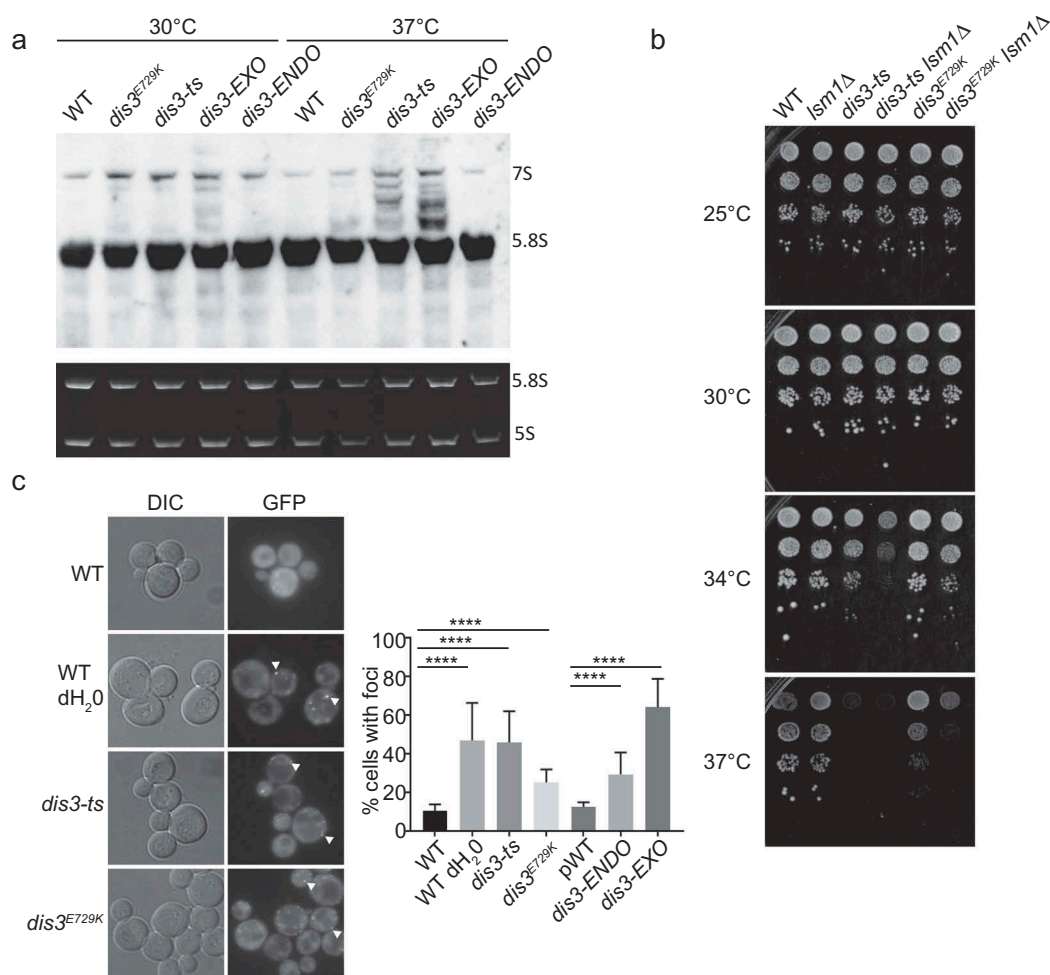 a
30°C 37°C
WT dis3E729K dis3-ts dis3-EXO dis3-ENDO WT dis3E729K dis3-ts dis3-EXO dis3-ENDO
7S
5.8S
5.8S
5S
b
WT lsm1Δ dis3-ts dis3-ts lsm1Δ dis3E729K dis3E729K lsm1Δ
25°C
30°C
34°C
37°C
c
DIC GFP
WT
WT
dH20
dis3-ts
dis3E729K
****
****
****
****
****
% cells with foci
100
80
60
40
20
0
WT WT dH20 dis3-ts dis3E729K pWT dis3-ENDO dis3-EXO